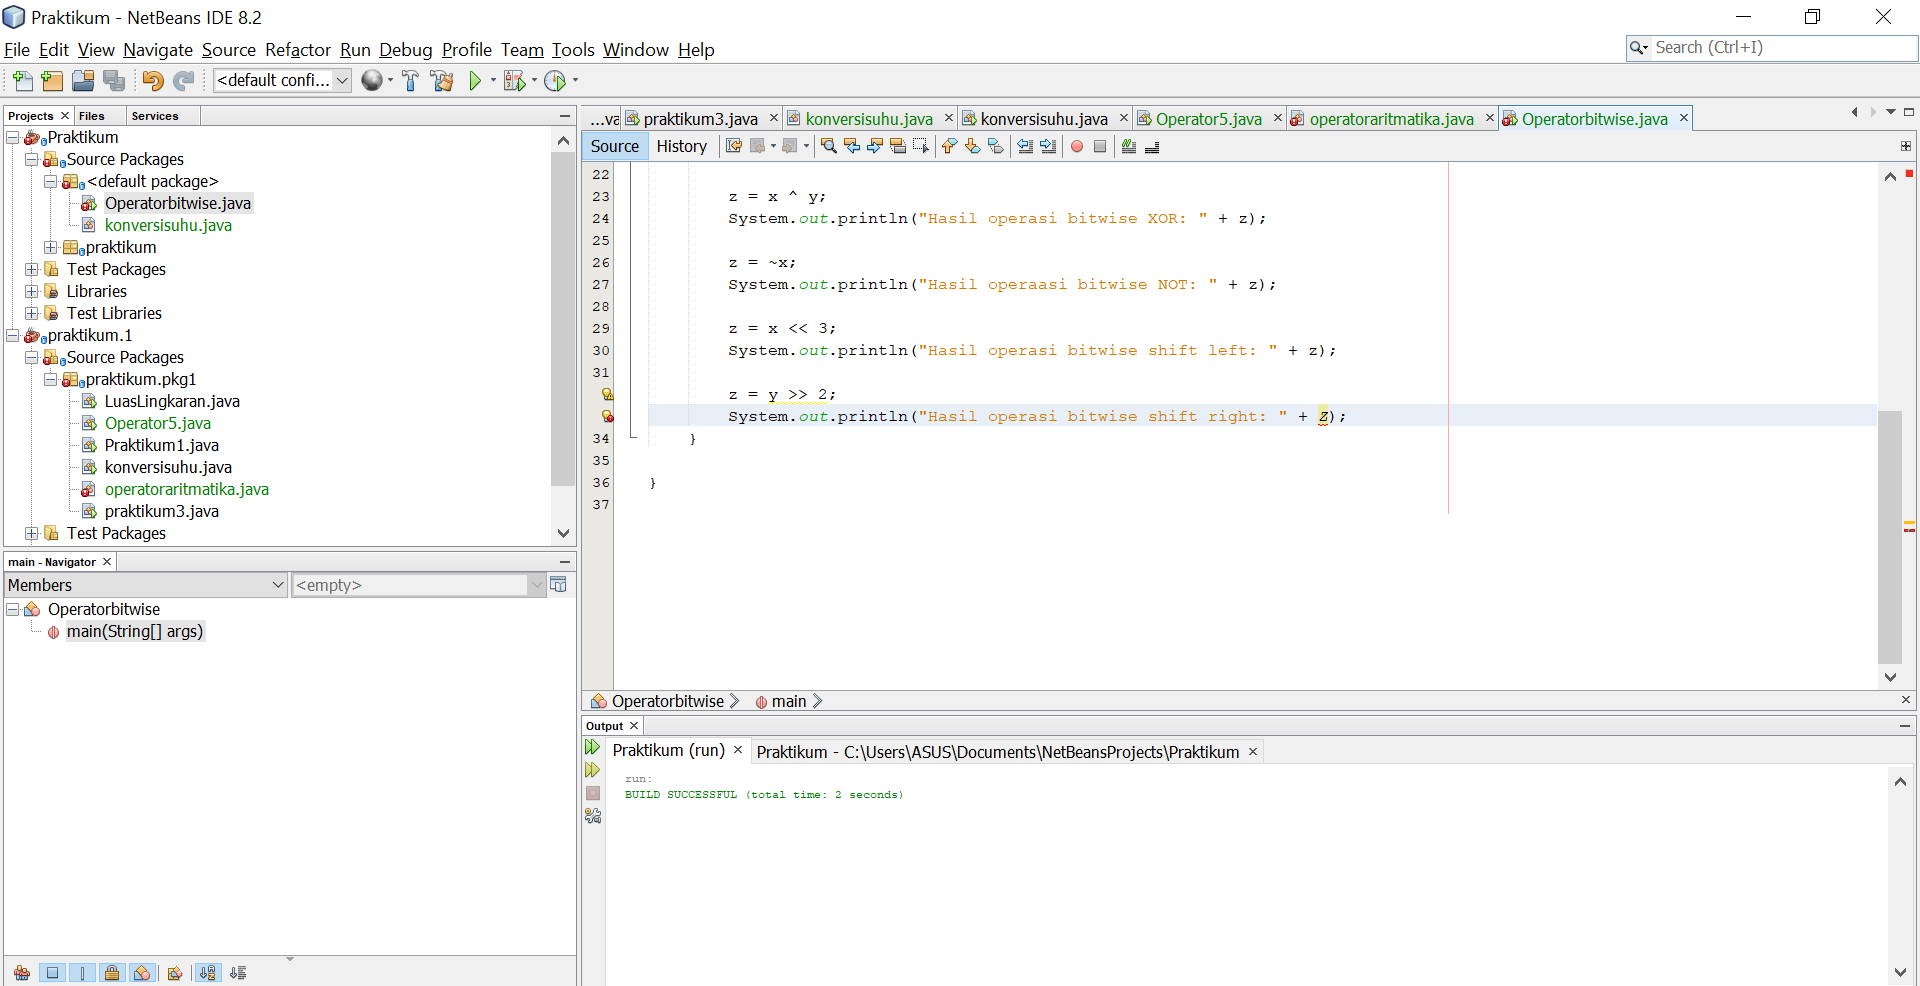 Praktikum - NetBeans IDE 8.2
File Edit View Navigate Source Refactor Run Debug Profile Team Tools Window Help
Search (Ctrl+I)
<default confi...
Projects Files Services
Praktikum
Source Packages
<default package>
Operatorbitwise.java
konversisuhu.java
praktikum
Test Packages
Libraries
Test Libraries
praktikum.1
Source Packages
praktikum.pkg1
LuasLingkaran.java
Operator5.java
Praktikum1.java
konversisuhu.java
operatoraritmatika.java
praktikum3.java
Test Packages
main - Navigator
Members <empty>
Operatorbitwise
main(String[] args)
...va praktikum3.java konversisuhu.java konversisuhu.java Operator5.java operatoraritmatika.java Operatorbitwise.java
Source History
22
23 z = x ^ y;
24 System.out.println("Hasil operasi bitwise XOR: " + z);
25
26 z = ~x;
27 System.out.println("Hasil operaasi bitwise NOT: " + z);
28
29 z = x << 3;
30 System.out.println("Hasil operasi bitwise shift left: " + z);
31
z = y >> 2;
System.out.println("Hasil operasi bitwise shift right: " + Z);
34 }
35
36 }
37
Operatorbitwise main
Output
Praktikum (run) Praktikum - C:\Users\ASUS\Documents\NetBeansProjects\Praktikum
run:
BUILD SUCCESSFUL (total time: 2 seconds)